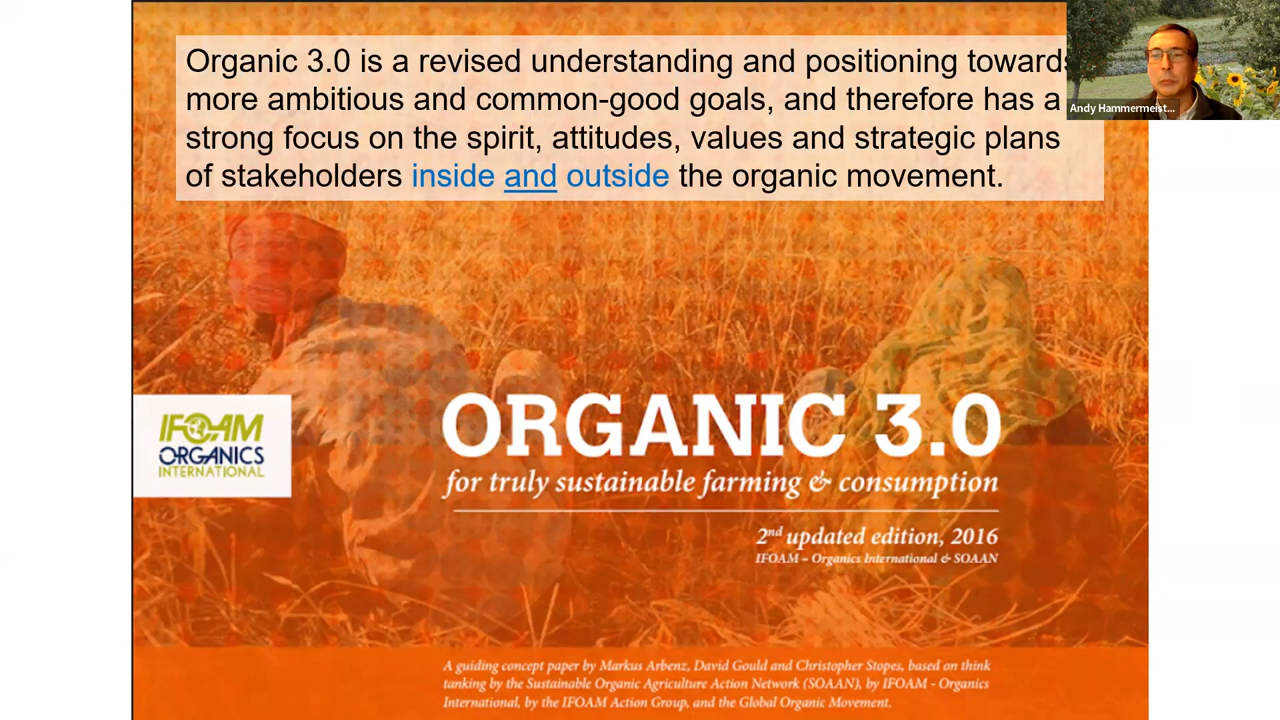 Organic 3.0 is a revised understanding and positioning towards
more ambitious and common-good goals, and therefore has a
strong focus on the spirit, attitudes, values and strategic plans
of stakeholders inside and outside the organic movement.
Andy Hammermeist...
IFOAM
ORGANICS
INTERNATIONAL
ORGANIC 3.0
for truly sustainable farming & consumption
2nd updated edition, 2016
IFOAM – Organics International & SOAAN
A guiding concept paper by Markus Arbenz, David Gould and Christopher Stopes, based on think
tanking by the Sustainable Organic Agriculture Action Network (SOAAN), by IFOAM - Organics
International, by the IFOAM Action Group, and the Global Organic Movement.